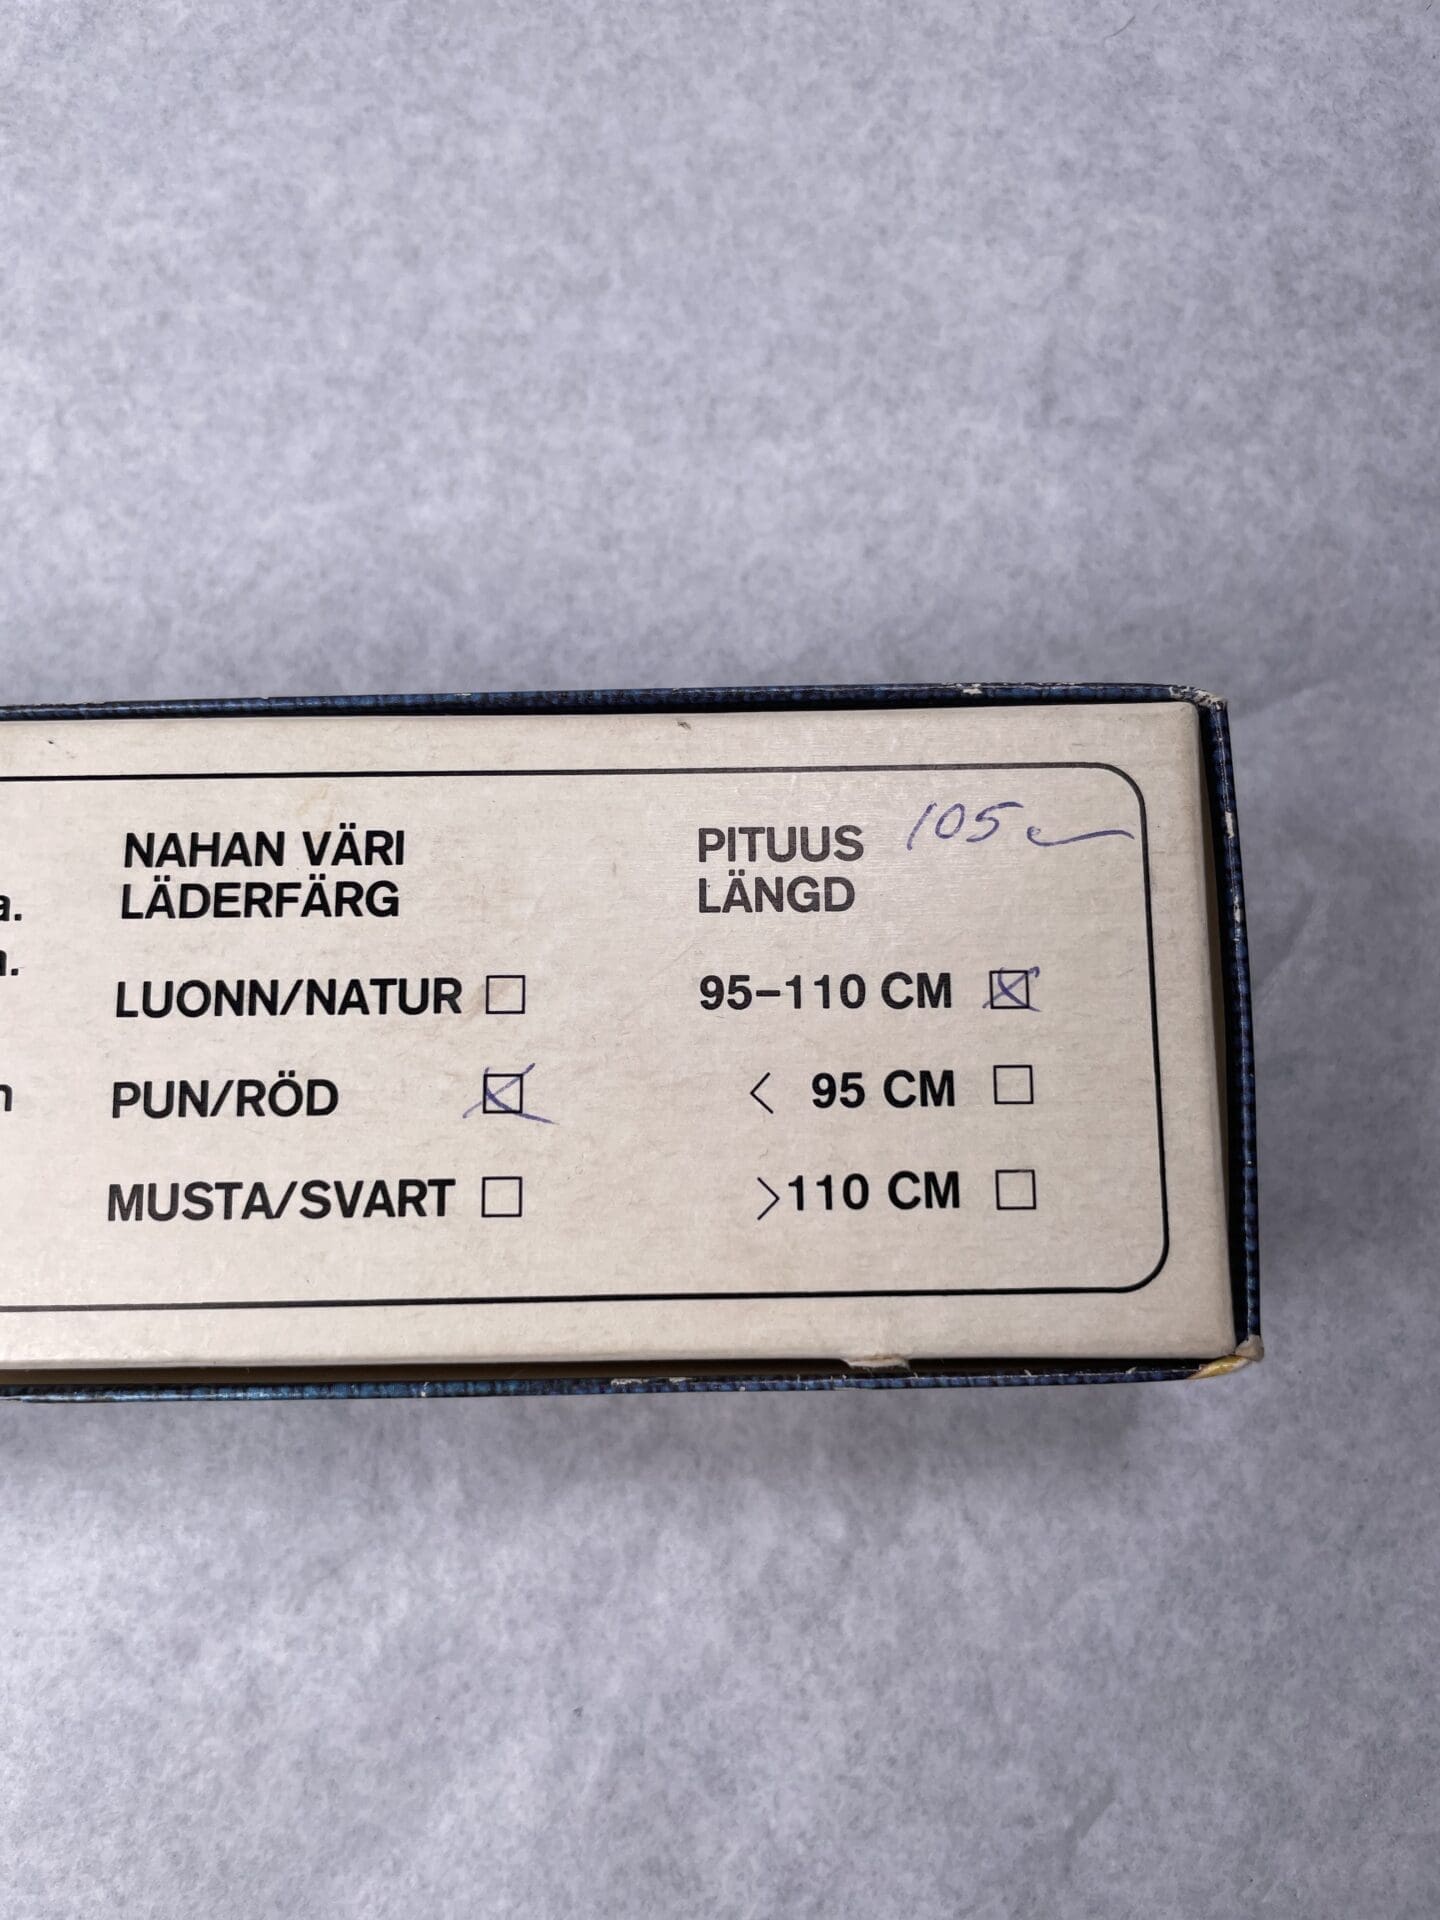 NAHAN VÄRI
LÄDERFÄRG
LUONN/NATUR
PUN/RÖD
MUSTA/SVART
PITUUS 105
LÄNGD
95-110 CM
< 95 CM
>110 CM